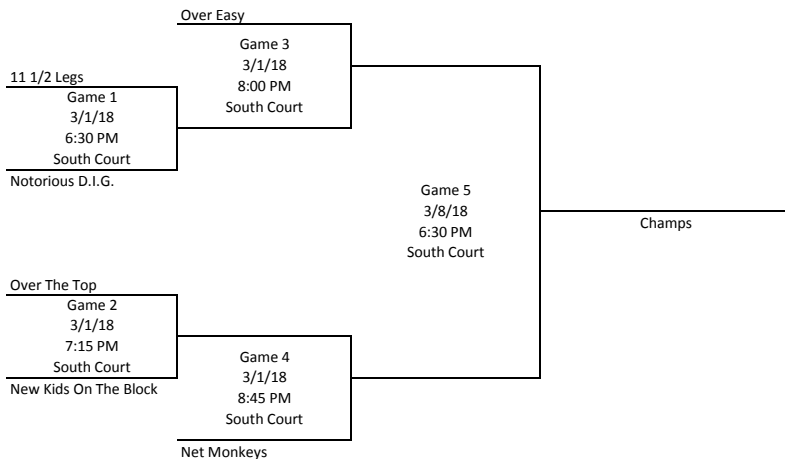 Over Easy
Game 3
3/1/18
8:00 PM
South Court
11 1/2 Legs
Game 1
3/1/18
6:30 PM
South Court
Notorious D.I.G.
Game 5
3/8/18
6:30 PM
South Court
Champs
Over The Top
Game 2
3/1/18
7:15 PM
South Court
New Kids On The Block
Game 4
3/1/18
8:45 PM
South Court
Net Monkeys